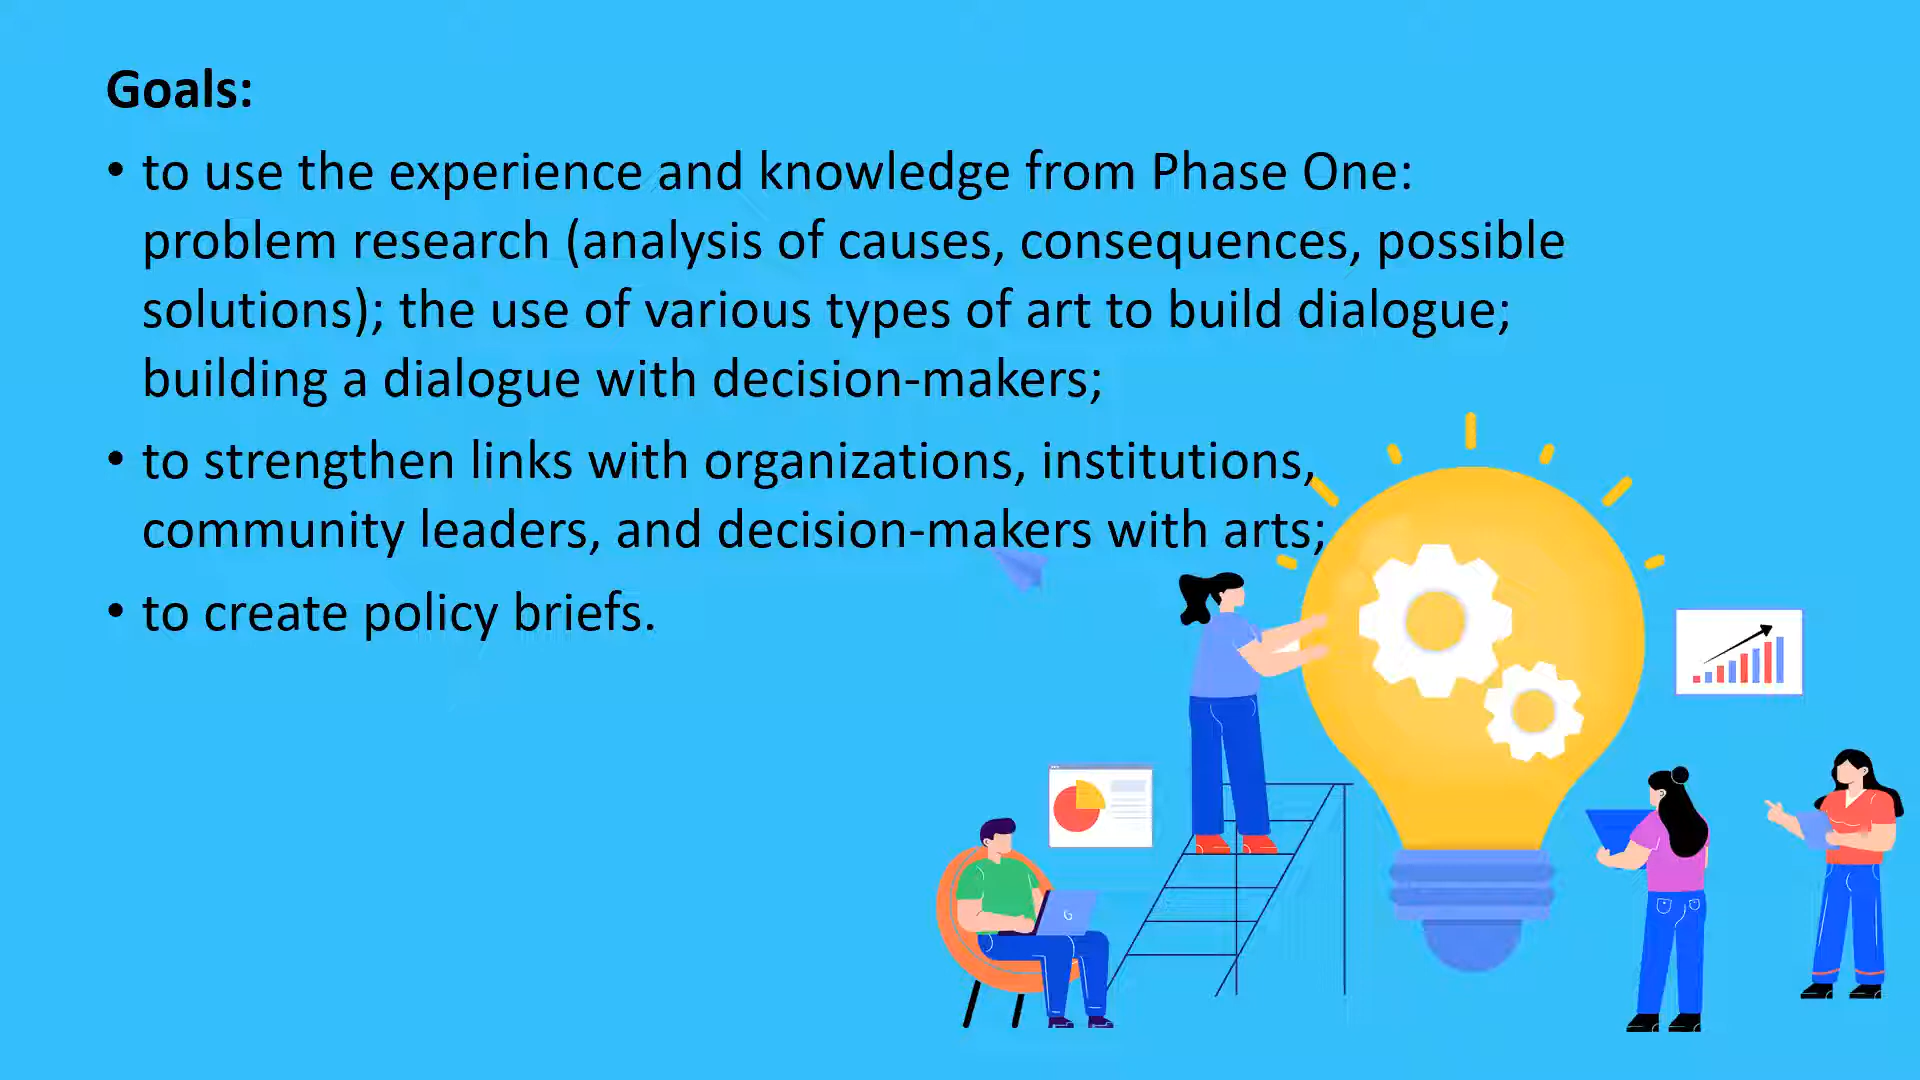 Goals:
• to use the experience and knowledge from Phase One:
problem research (analysis of causes, consequences, possible
solutions); the use of various types of art to build dialogue;
building a dialogue with decision-makers;
• to strengthen links with organizations, institutions,
community leaders, and decision-makers with arts;
• to create policy briefs.